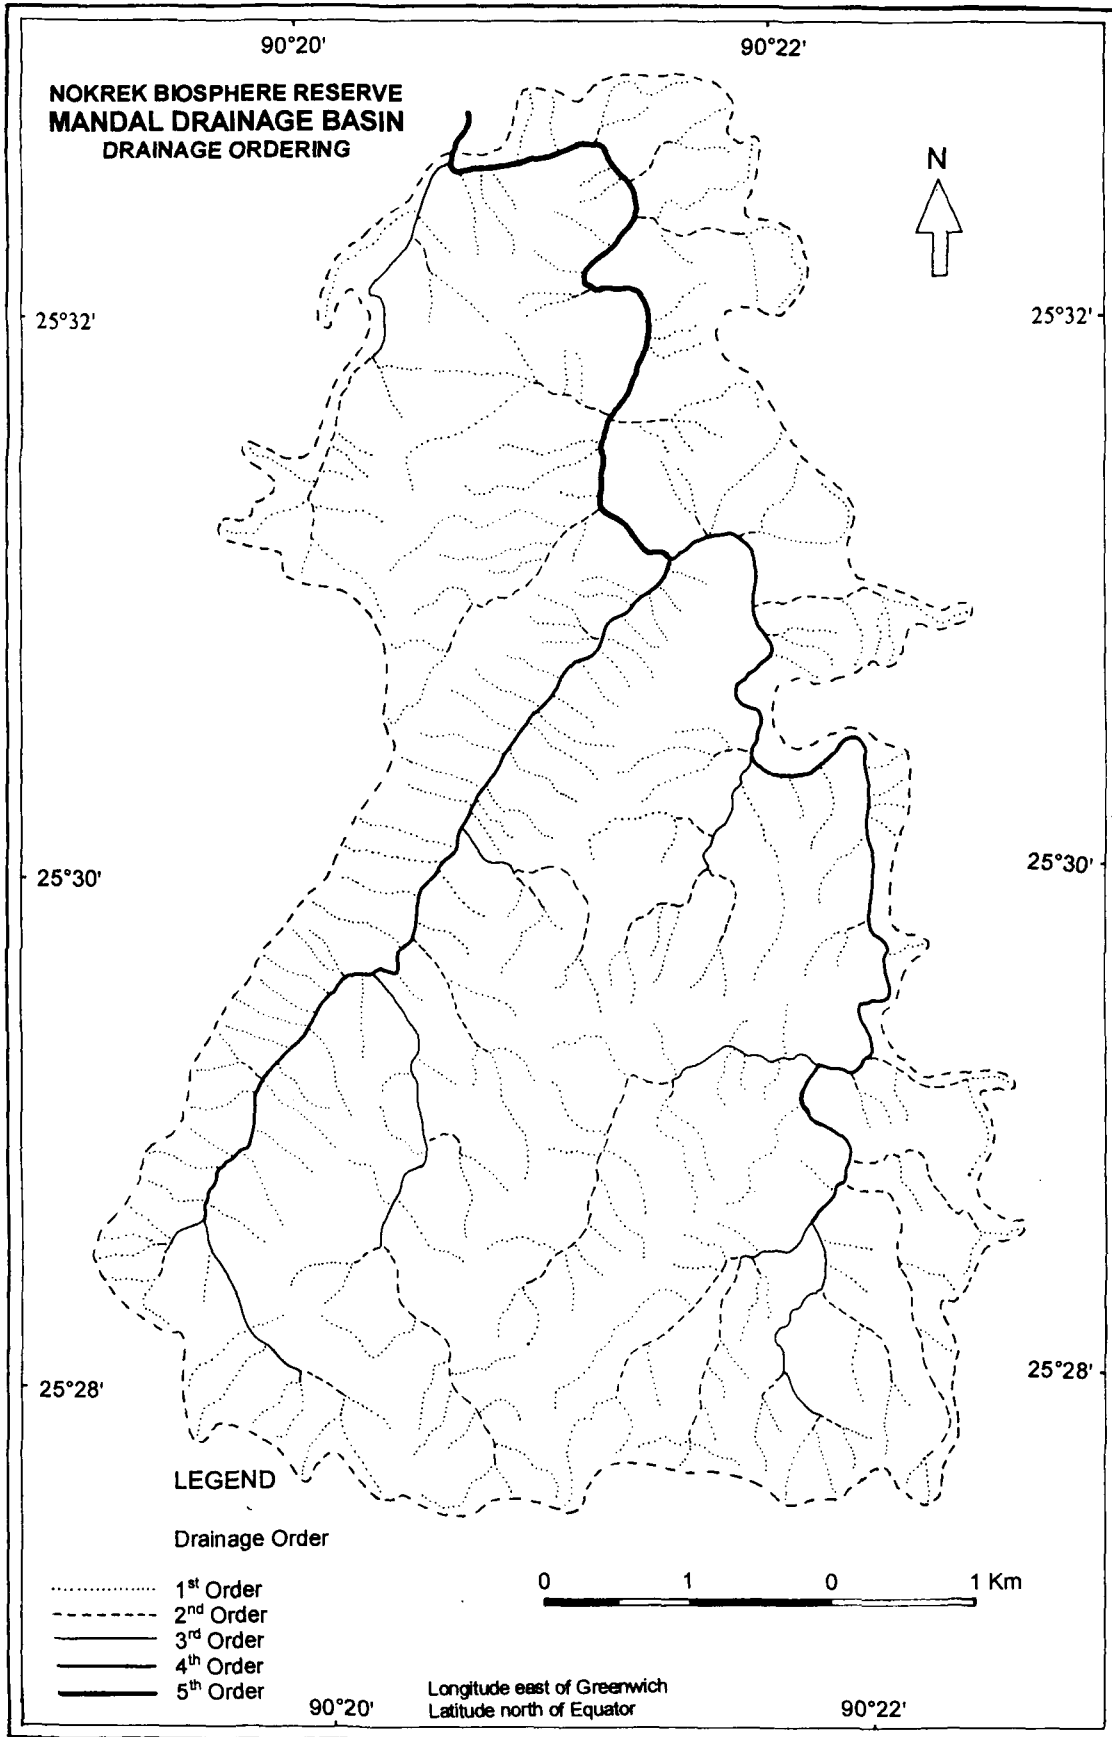 90°20'
90°22'
NOKREK BIOSPHERE RESERVE
MANDAL DRAINAGE BASIN
DRAINAGE ORDERING
N
25°32'
25°32'
25°30'
25°30'
25°28'
25°28'
LEGEND
Drainage Order
1st Order
2nd Order
3rd Order
4th Order
5th Order
0 1 0 1 Km
Longitude east of Greenwich
Latitude north of Equator
90°20'
90°22'